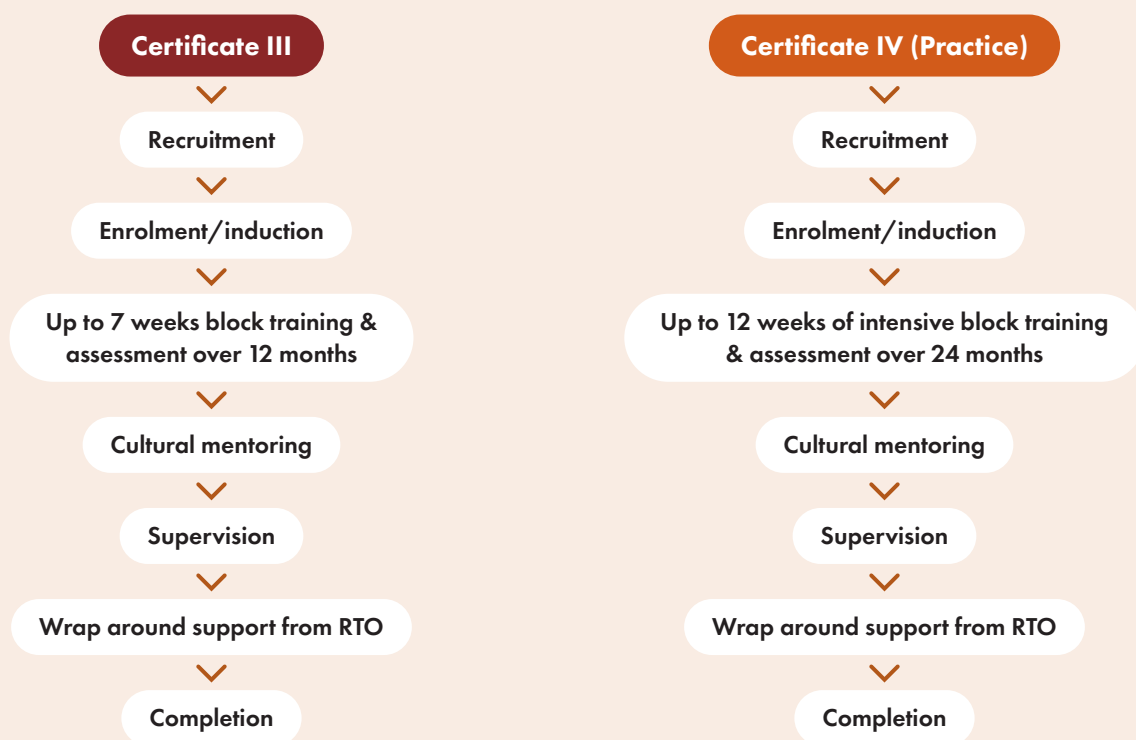 Certificate III
Recruitment
Enrolment/induction
Up to 7 weeks block training &
assessment over 12 months
Cultural mentoring
Supervision
Wrap around support from RTO
Completion
Certificate IV (Practice)
Recruitment
Enrolment/induction
Up to 12 weeks of intensive block training
& assessment over 24 months
Cultural mentoring
Supervision
Wrap around support from RTO
Completion